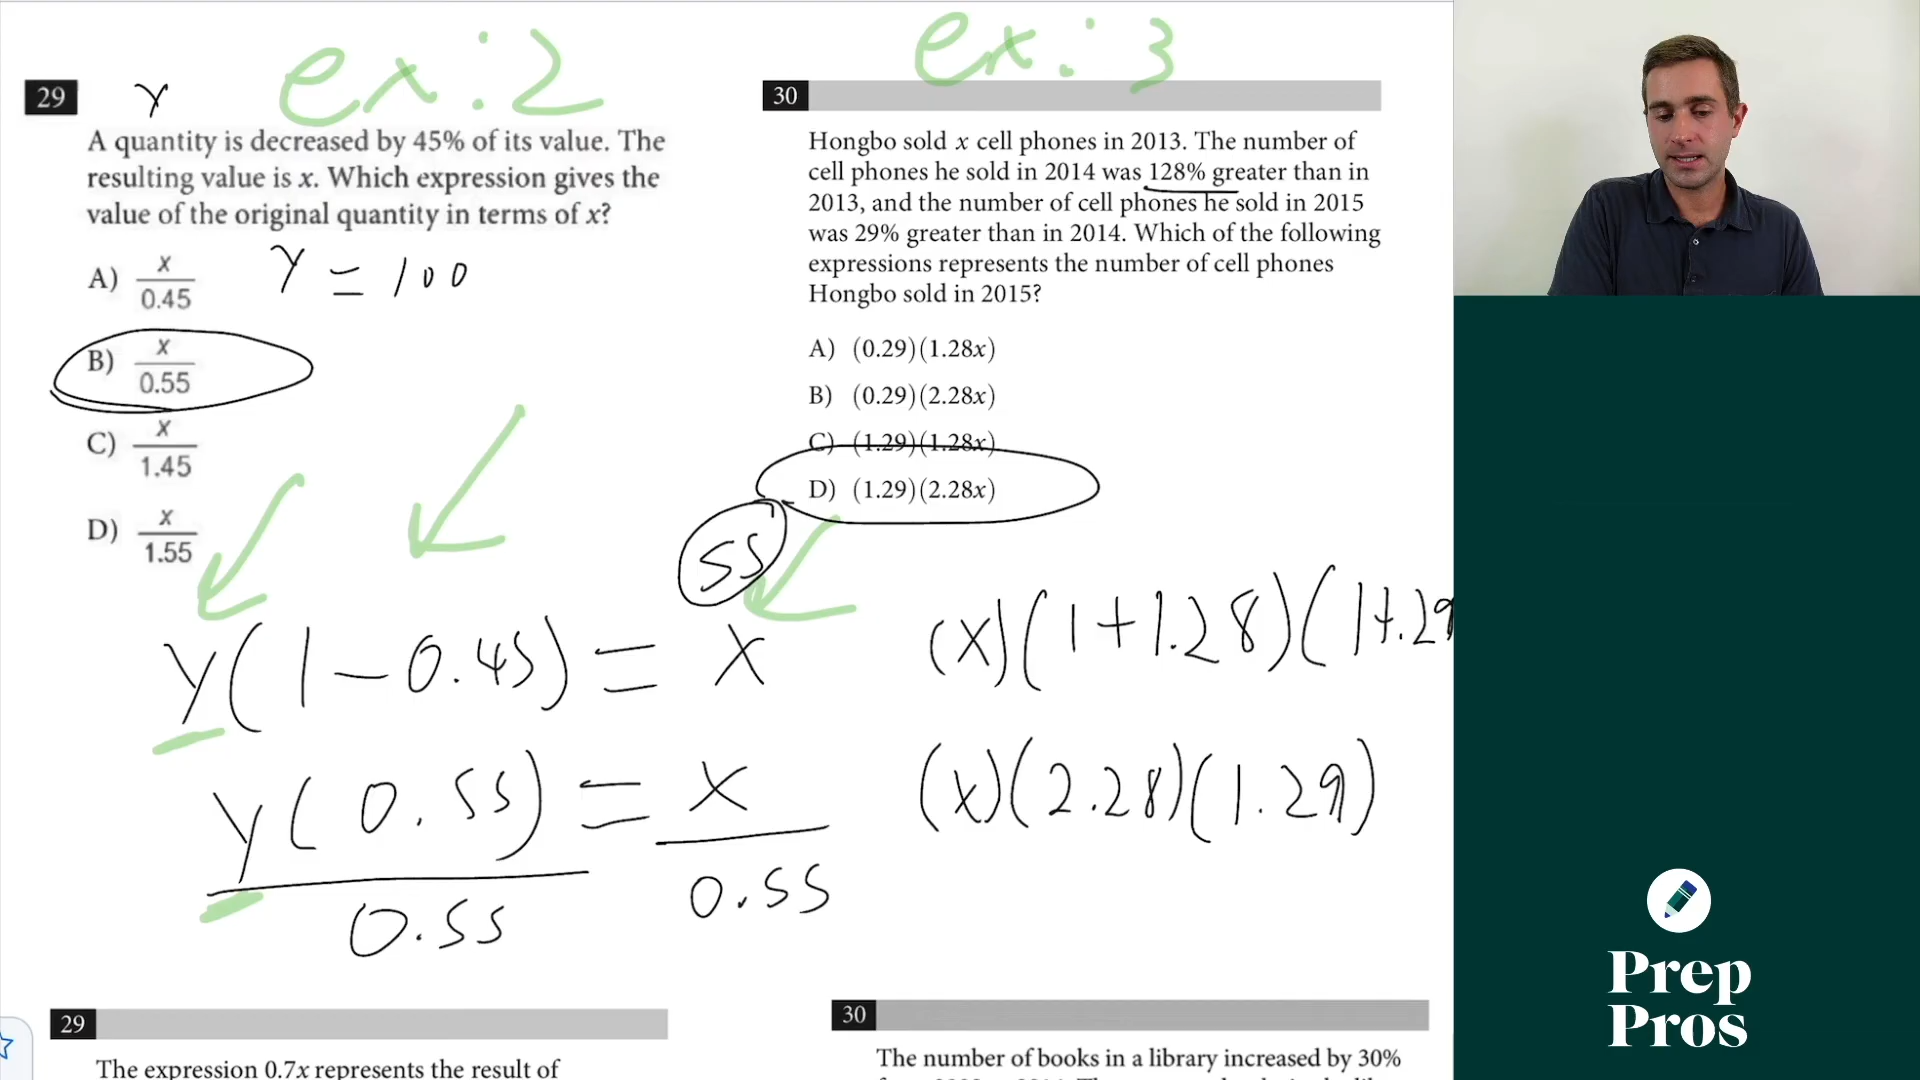 ex:2
29
Y
A quantity is decreased by 45% of its value. The
resulting value is x. Which expression gives the
value of the original quantity in terms of x?
A) x/0.45
Y = 100
B) x/0.55
C) x/1.45
D) x/1.55
y(1-0.45) = x
y(0.55)/0.55 = x/0.55
ex:3
30
Hongbo sold x cell phones in 2013. The number of
cell phones he sold in 2014 was 128% greater than in
2013, and the number of cell phones he sold in 2015
was 29% greater than in 2014. Which of the following
expressions represents the number of cell phones
Hongbo sold in 2015?
A) (0.29)(1.28x)
B) (0.29)(2.28x)
C) (1.29)(1.28x)
D) (1.29)(2.28x)
55
(x)(1+1.28)(1+.29
(x)(2.28)(1.29)
29
The expression 0.7x represents the result of
30
The number of books in a library increased by 30%
Prep
Pros